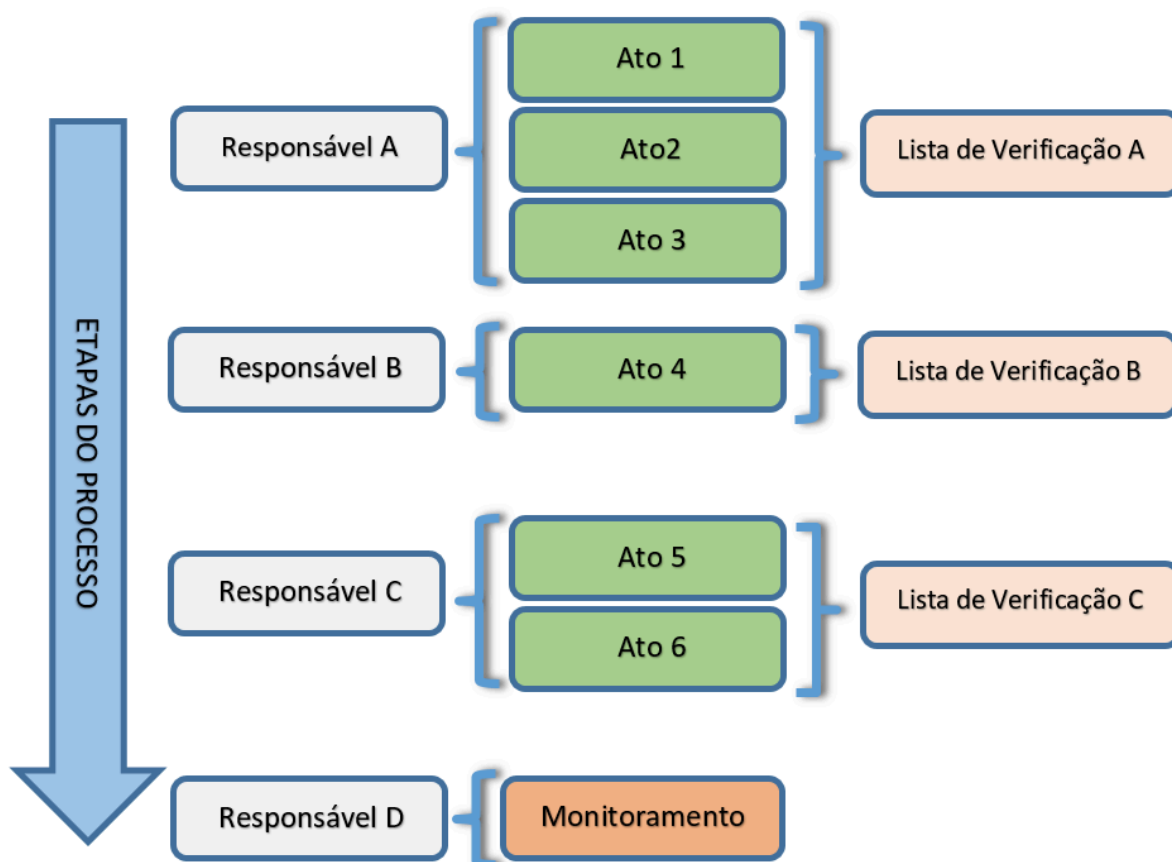 ETAPAS DO PROCESSO
Responsável A
Ato 1
Ato2
Ato 3
Lista de Verificação A
Responsável B
Ato 4
Lista de Verificação B
Responsável C
Ato 5
Ato 6
Lista de Verificação C
Responsável D
Monitoramento